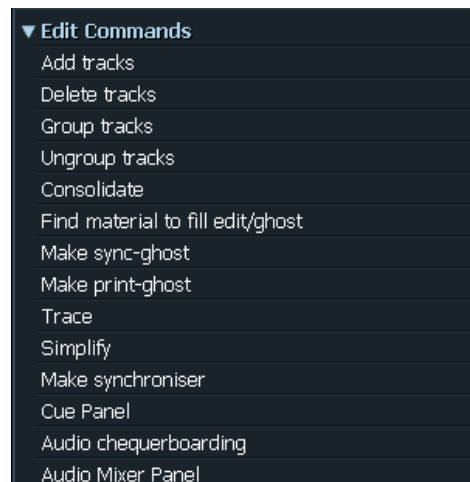 Edit Commands
Add tracks
Delete tracks
Group tracks
Ungroup tracks
Consolidate
Find material to fill edit/ghost
Make sync-ghost
Make print-ghost
Trace
Simplify
Make synchroniser
Cue Panel
Audio chequerboarding
Audio Mixer Panel